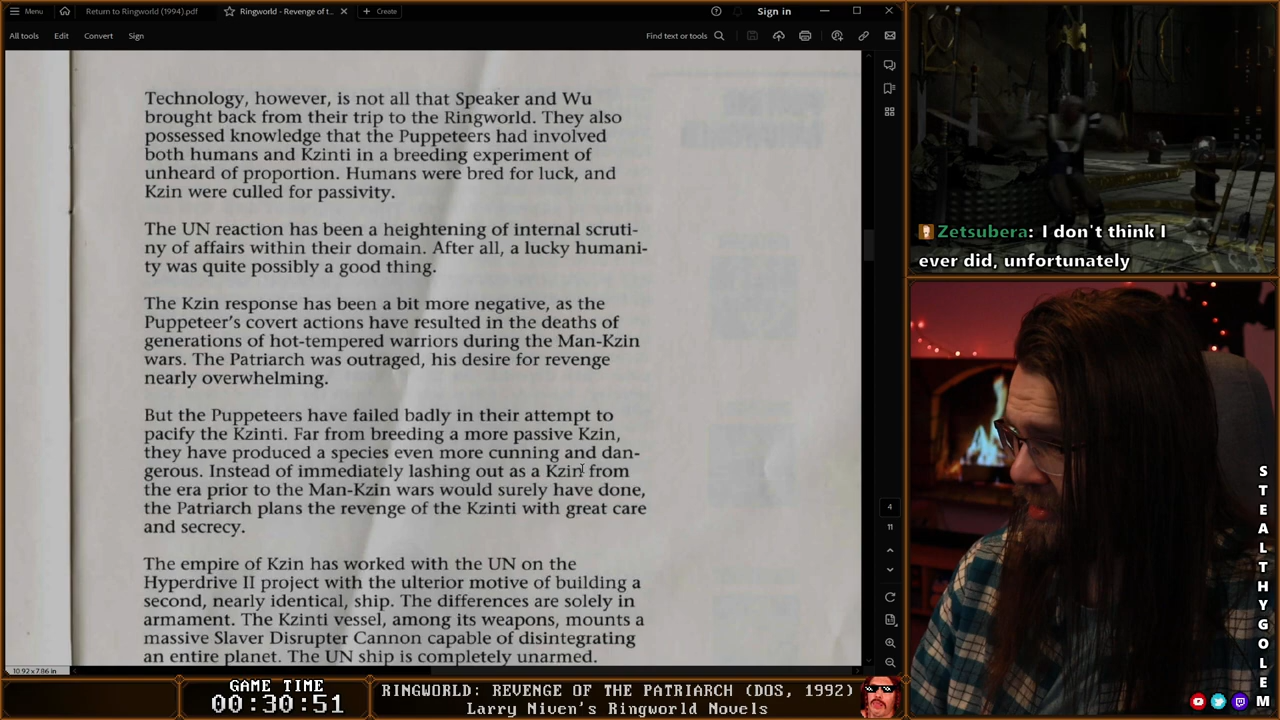 Menu
Return to Ringworld (1994).pdf
Ringworld - Revenge of t...
Create
Sign in
All tools
Edit
Convert
Sign
Find text or tools
Technology, however, is not all that Speaker and Wu
brought back from their trip to the Ringworld. They also
possessed knowledge that the Puppeteers had involved
both humans and Kzinti in a breeding experiment of
unheard of proportion. Humans were bred for luck, and
Kzin were culled for passivity.
The UN reaction has been a heightening of internal scruti-
ny of affairs within their domain. After all, a lucky humani-
ty was quite possibly a good thing.
The Kzin response has been a bit more negative, as the
Puppeteer's covert actions have resulted in the deaths of
generations of hot-tempered warriors during the Man-Kzin
wars. The Patriarch was outraged, his desire for revenge
nearly overwhelming.
But the Puppeteers have failed badly in their attempt to
pacify the Kzinti. Far from breeding a more passive Kzin,
they have produced a species even more cunning and dan-
gerous. Instead of immediately lashing out as a Kzin from
the era prior to the Man-Kzin wars would surely have done,
the Patriarch plans the revenge of the Kzinti with great care
and secrecy.
The empire of Kzin has worked with the UN on the
Hyperdrive II project with the ulterior motive of building a
second, nearly identical, ship. The differences are solely in
armament. The Kzinti vessel, among its weapons, mounts a
massive Slaver Disrupter Cannon capable of disintegrating
an entire planet. The UN ship is completely unarmed.
4
11
10.92 x 7.86 in
Zetsubera: I don't think I
ever did, unfortunately
STEALTHYGOLEM
GAME TIME
00:30:51
RINGWORLD: REVENGE OF THE PATRIARCH (DOS, 1992)
Larry Niven's Ringworld Novels